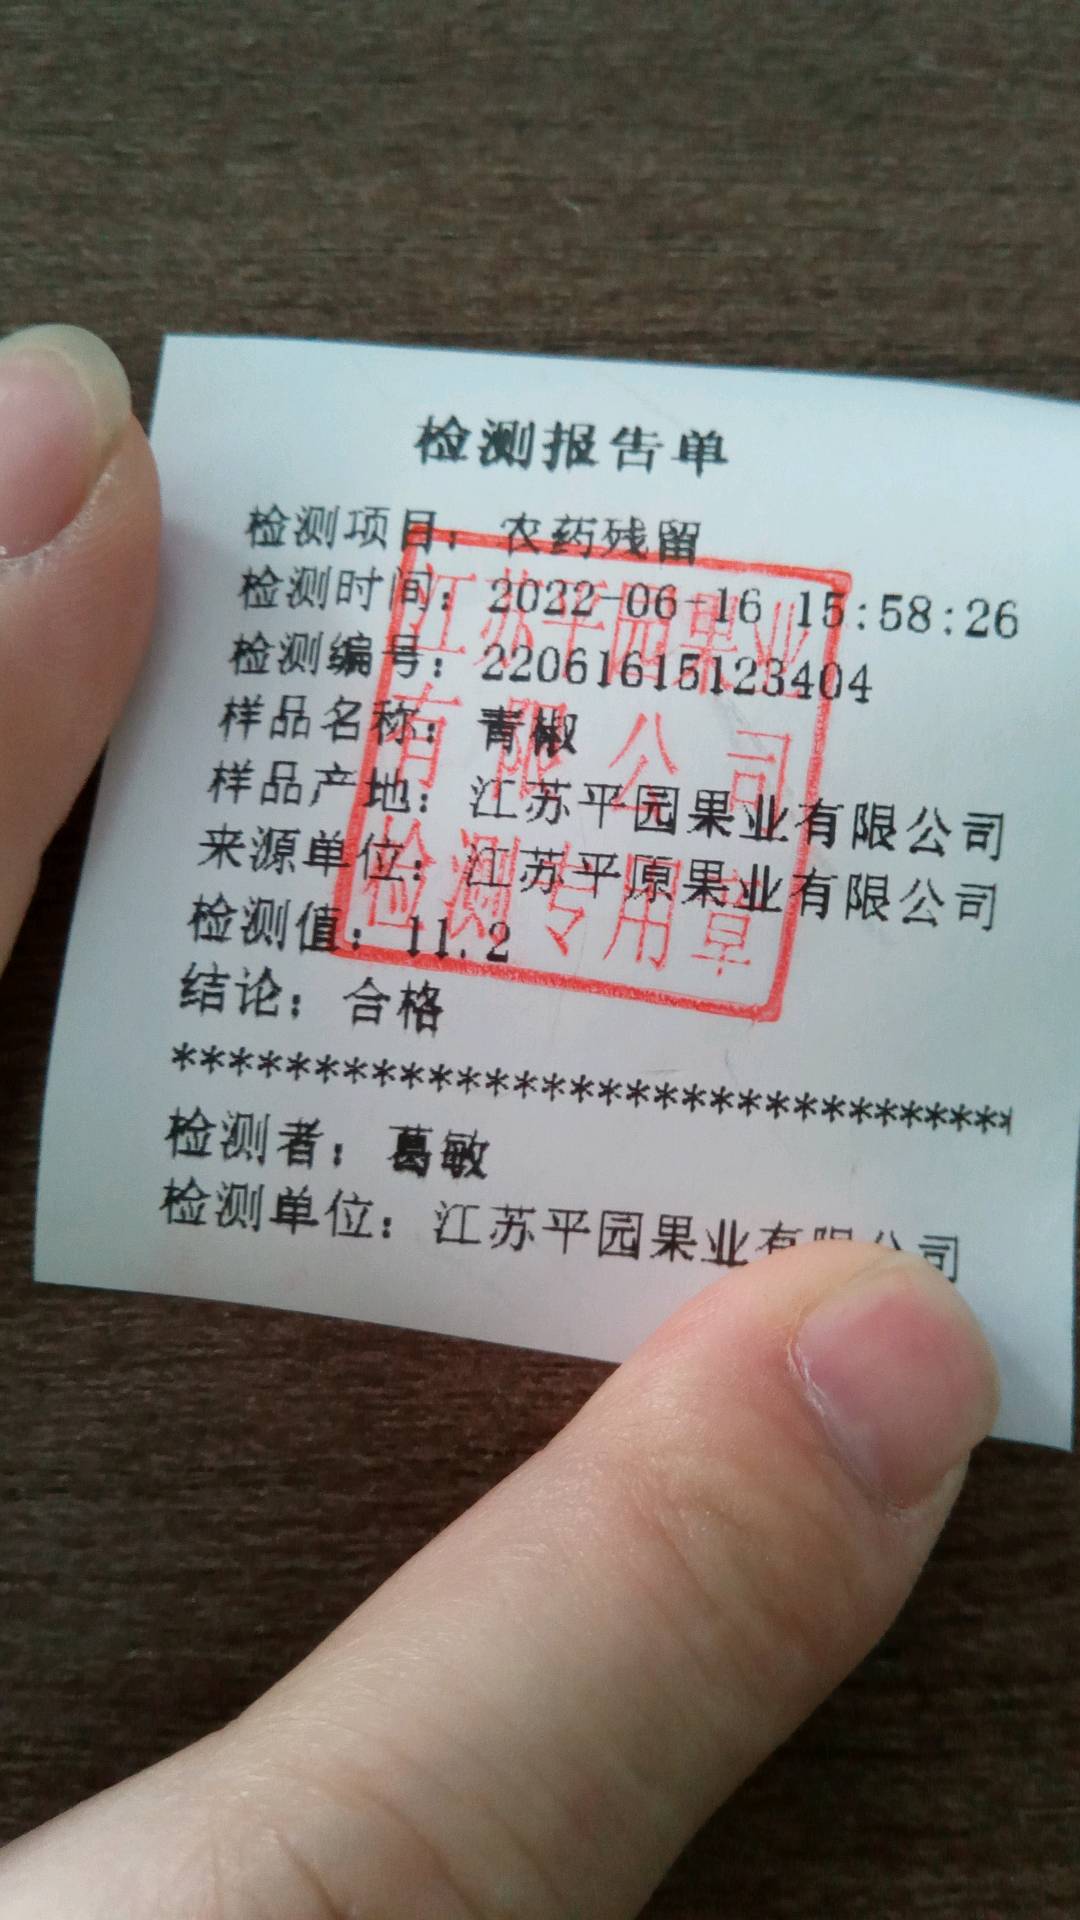 检测报告单
检测项目：农药残留
检测时间：2022-06-16 15:58:26
检测编号：22061615123404
样品名称：青椒
样品产地：江苏平园果业有限公司
来源单位：江苏平原果业有限公司
检测值：11.2
结论：合格
******************************
检测者：葛敏
检测单位：江苏平园果业有限公司
江苏平园果业
有限公司
检测专用章